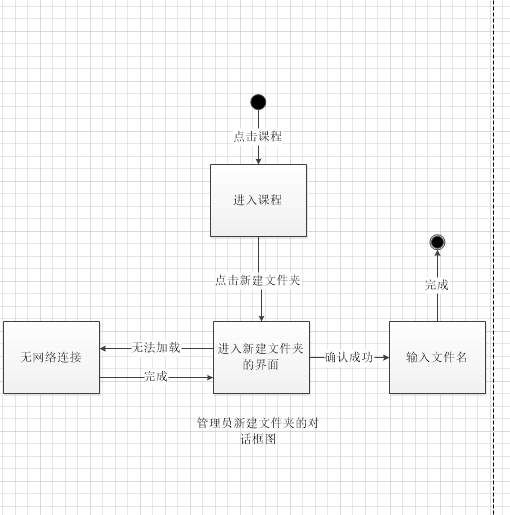 点击课程
进入课程
点击新建文件夹
完成
无网络连接
无法加载
完成
进入新建文件夹
的界面
确认成功
输入文件名
管理员新建文件夹的对
话框图